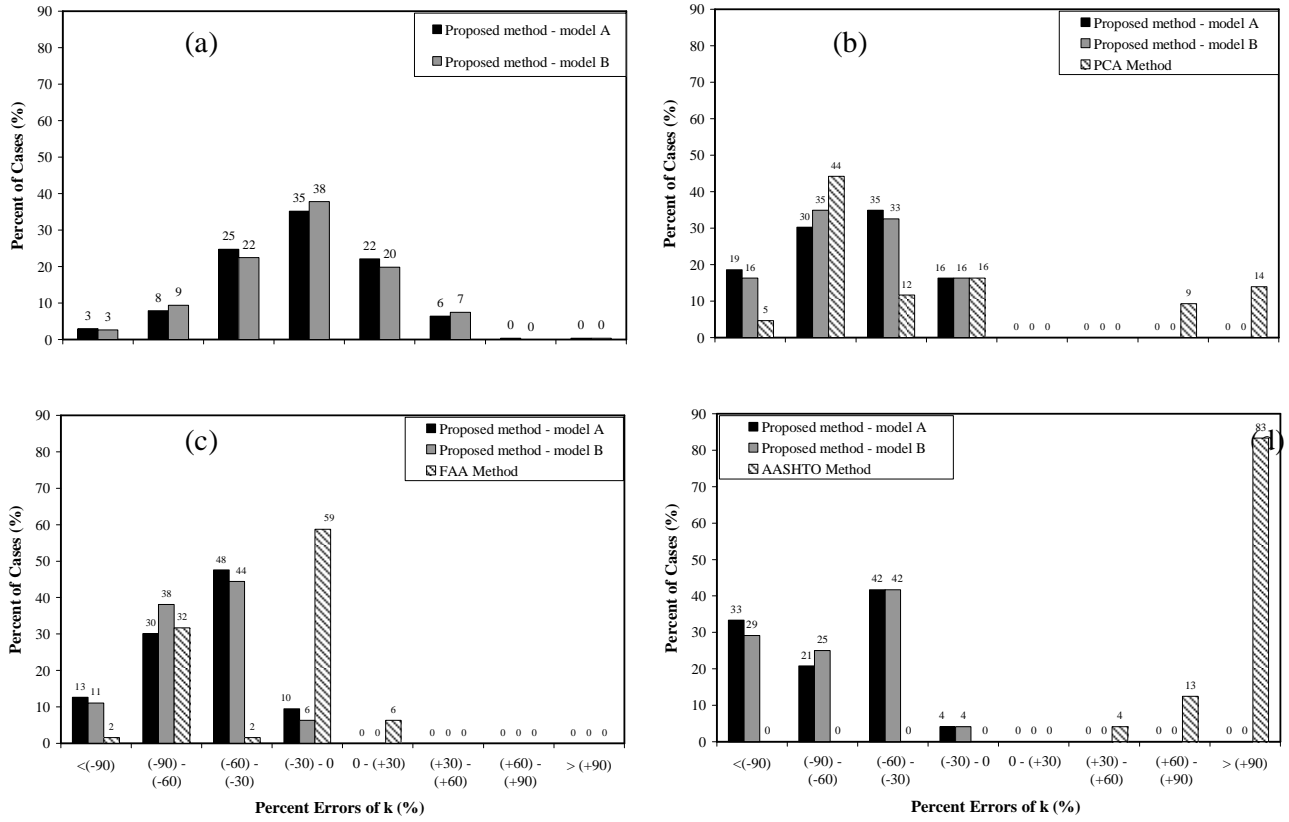 (a)
Proposed method - model A
Proposed method - model B
Percent of Cases (%)
90
80
70
60
50
40
30
20
10
0
3 3 8 9 25 22 35 38 22 20 6 7 0 0 0 0
(b)
Proposed method - model A
Proposed method - model B
PCA Method
Percent of Cases (%)
90
80
70
60
50
40
30
20
10
0
19 16 5 30 35 44 35 33 12 16 16 16 0 0 0 0 0 0 0 0 9 0 0 14
(c)
Proposed method - model A
Proposed method - model B
FAA Method
Percent of Cases (%)
90
80
70
60
50
40
30
20
10
0
13 11 2 30 38 32 48 44 2 10 6 59 0 0 6 0 0 0 0 0 0 0 0 0
<(-90) (-90) - (-60) (-60) - (-30) (-30) - 0 0 - (+30) (+30) - (+60) (+60) - (+90) > (+90)
Percent Errors of k (%)
(d)
Proposed method - model A
Proposed method - model B
AASHTO Method
Percent of Cases (%)
90
80
70
60
50
40
30
20
10
0
33 29 0 21 25 0 42 42 0 4 4 0 0 0 0 0 0 4 0 0 13 0 0 83
<(-90) (-90) - (-60) (-60) - (-30) (-30) - 0 0 - (+30) (+30) - (+60) (+60) - (+90) > (+90)
Percent Errors of k (%)